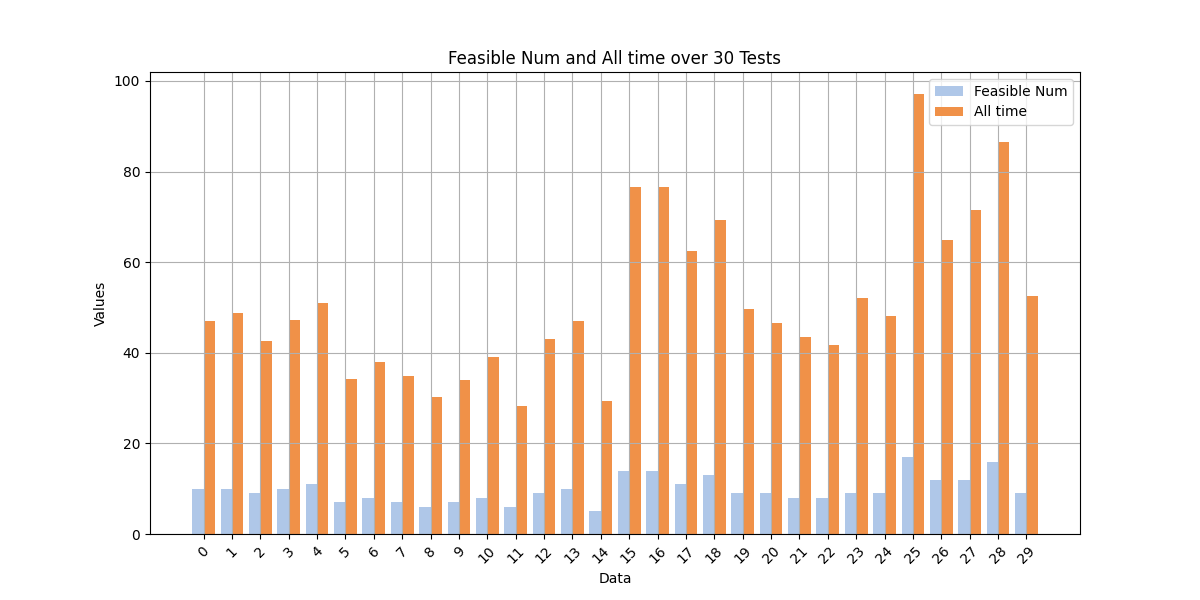 Feasible Num and All time over 30 Tests
Feasible Num
All time
100
80
60
40
20
0
Values
0 1 2 3 4 5 6 7 8 9 10 11 12 13 14 15 16 17 18 19 20 21 22 23 24 25 26 27 28 29
Data